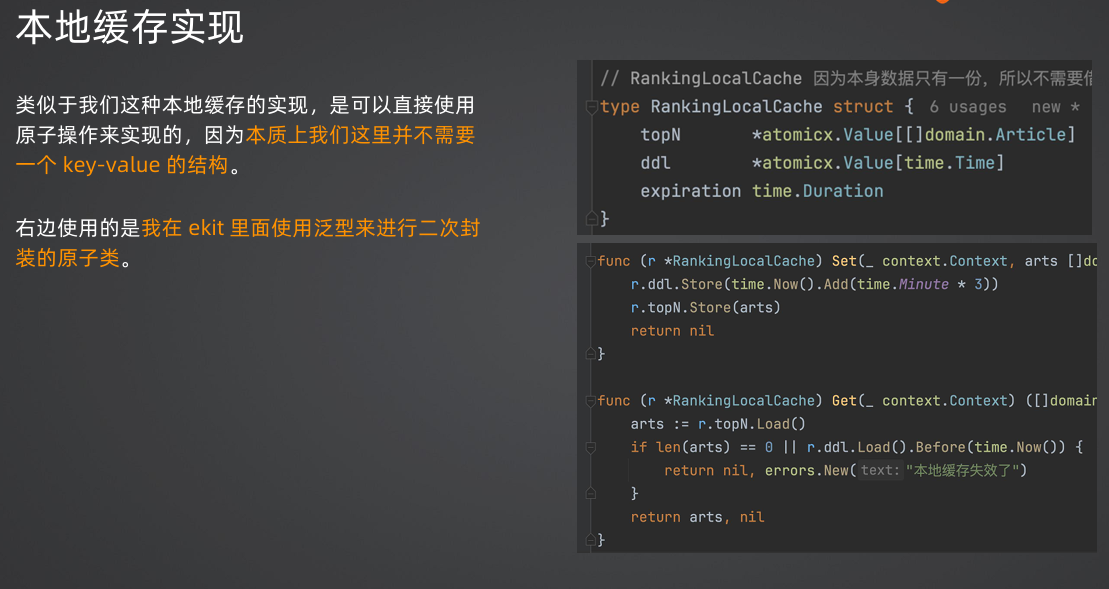 本地缓存实现
类似于我们这种本地缓存的实现，是可以直接使用
原子操作来实现的，因为本质上我们这里并不需要
一个 key-value 的结构。
右边使用的是我在 ekit 里面使用泛型来进行二次封
装的原子类。
// RankingLocalCache 因为本身数据只有一份，所以不需要借
type RankingLocalCache struct { 6 usages new *
topN *atomicx.Value[[]domain.Article]
ddl *atomicx.Value[time.Time]
expiration time.Duration
}
func (r *RankingLocalCache) Set(_ context.Context, arts []do
r.ddl.Store(time.Now().Add(time.Minute * 3))
r.topN.Store(arts)
return nil
}
func (r *RankingLocalCache) Get(_ context.Context) ([]domain
arts := r.topN.Load()
if len(arts) == 0 || r.ddl.Load().Before(time.Now()) {
return nil, errors.New( text: "本地缓存失效了")
}
return arts, nil
}